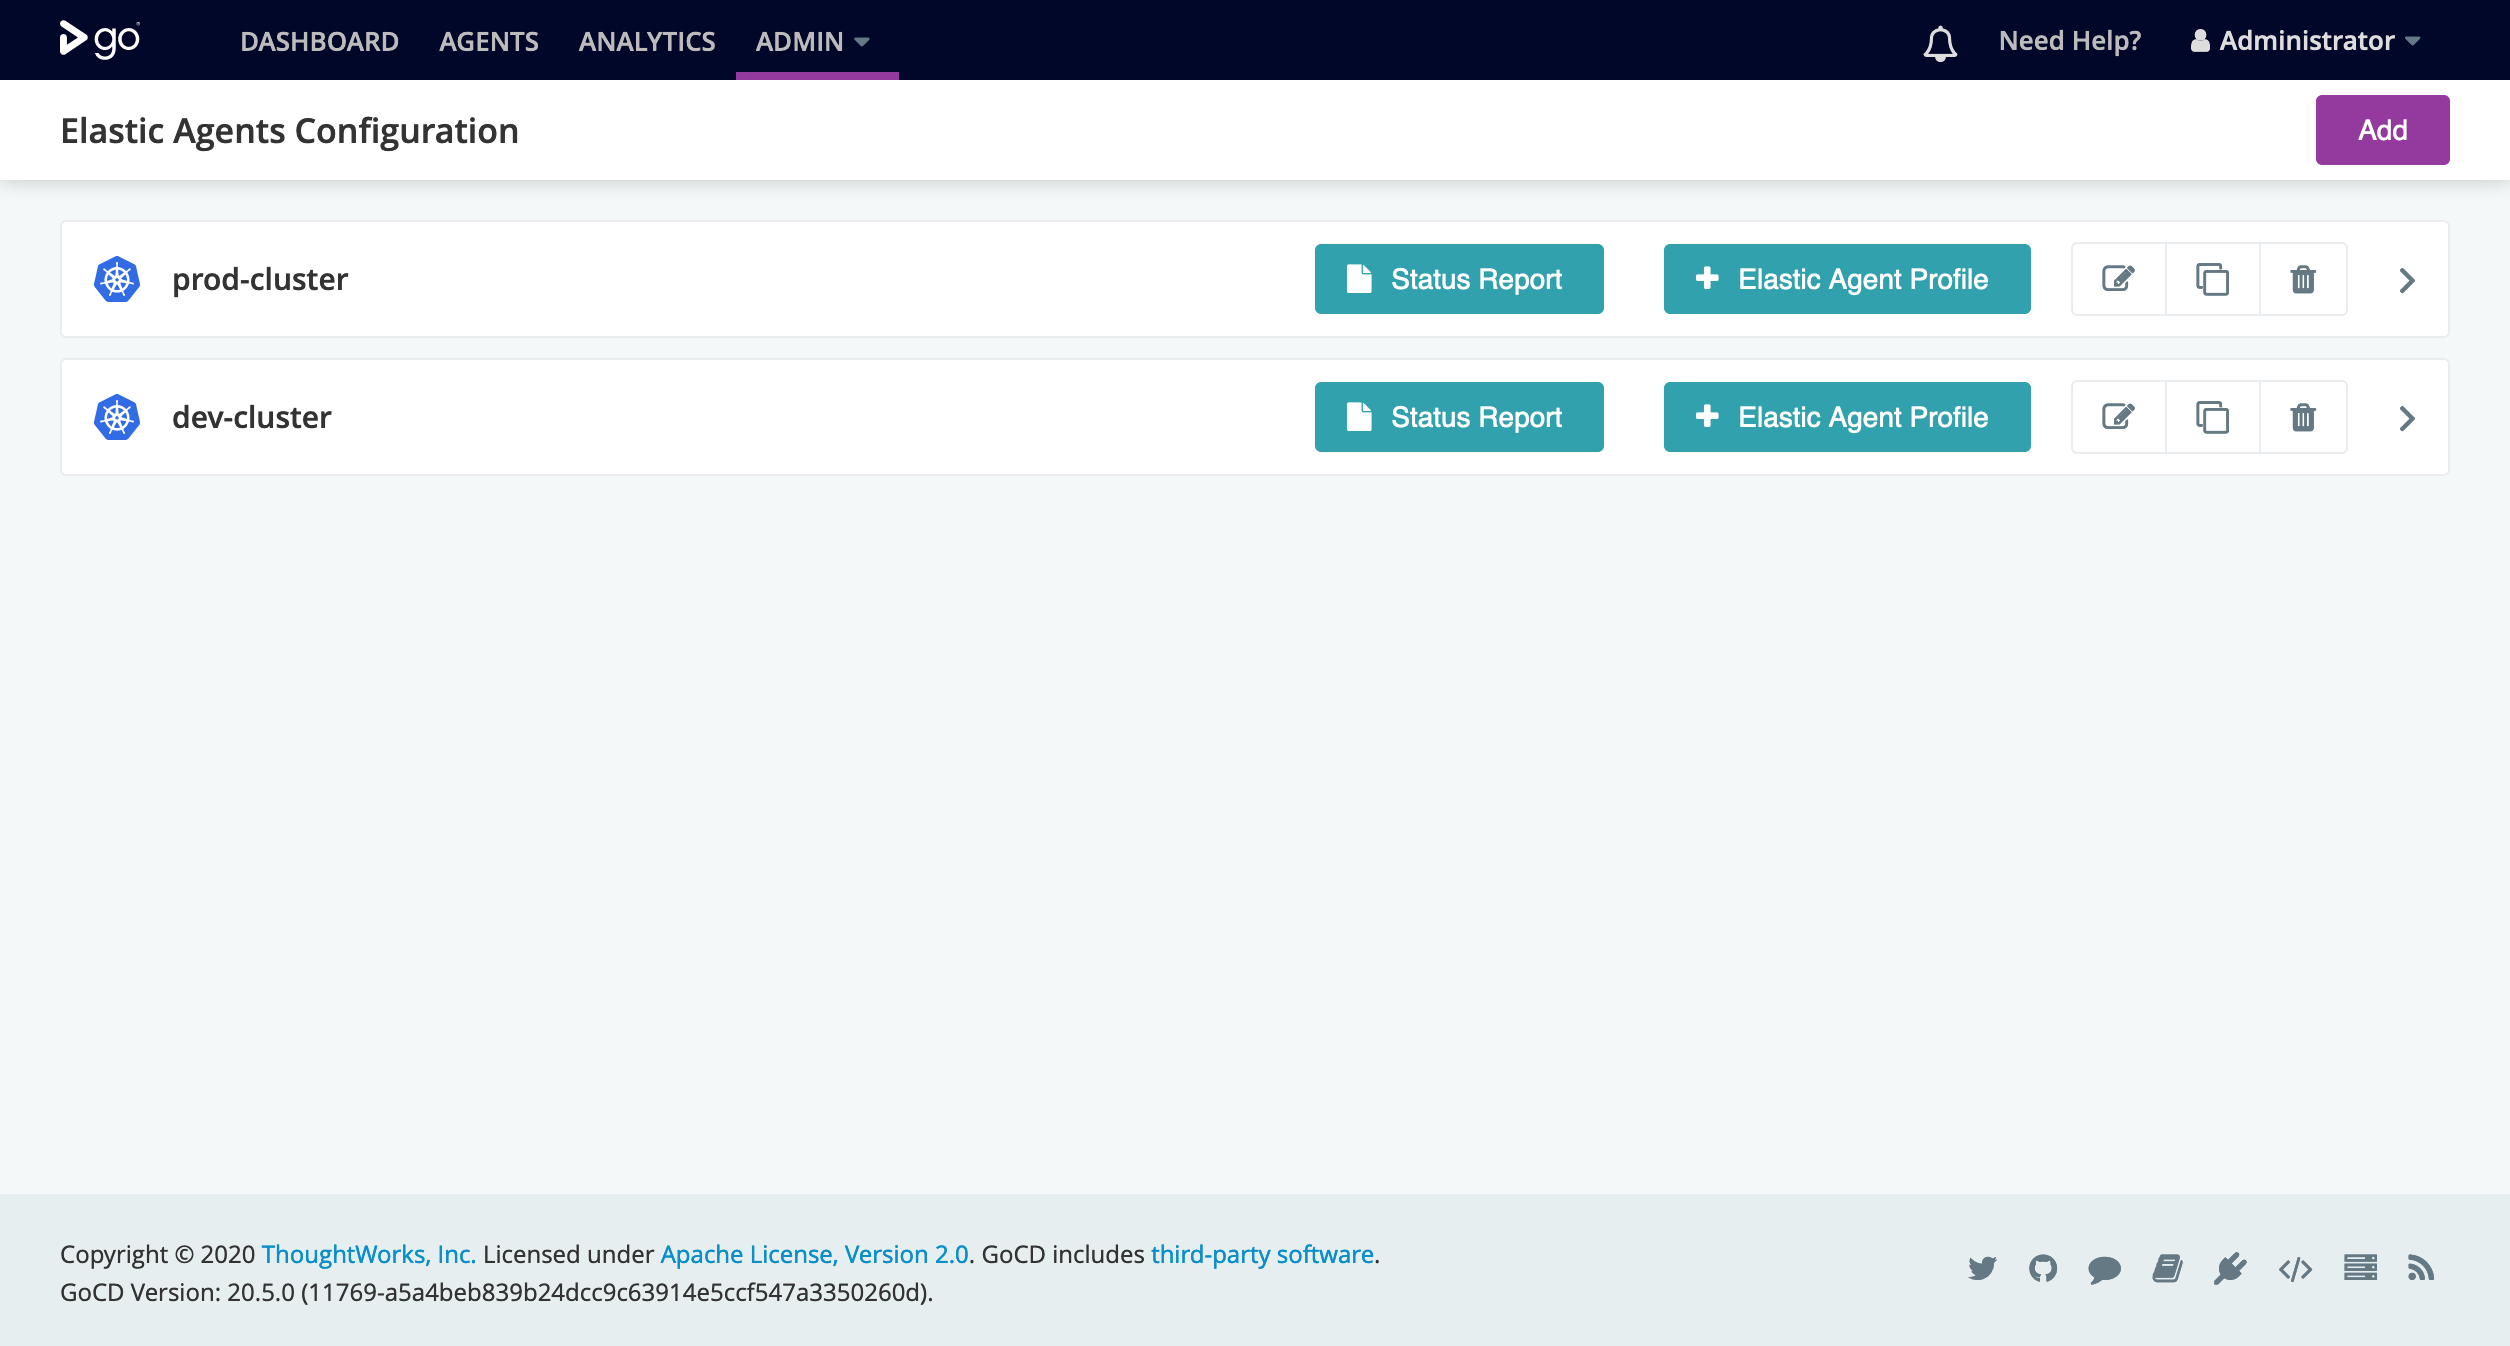 go DASHBOARD AGENTS ANALYTICS ADMIN Need Help? Administrator
Elastic Agents Configuration Add
prod-cluster Status Report Elastic Agent Profile
dev-cluster Status Report Elastic Agent Profile
Copyright © 2020 ThoughtWorks, Inc. Licensed under Apache License, Version 2.0. GoCD includes third-party software.
GoCD Version: 20.5.0 (11769-a5a4beb839b24dcc9c63914e5ccf547a3350260d).